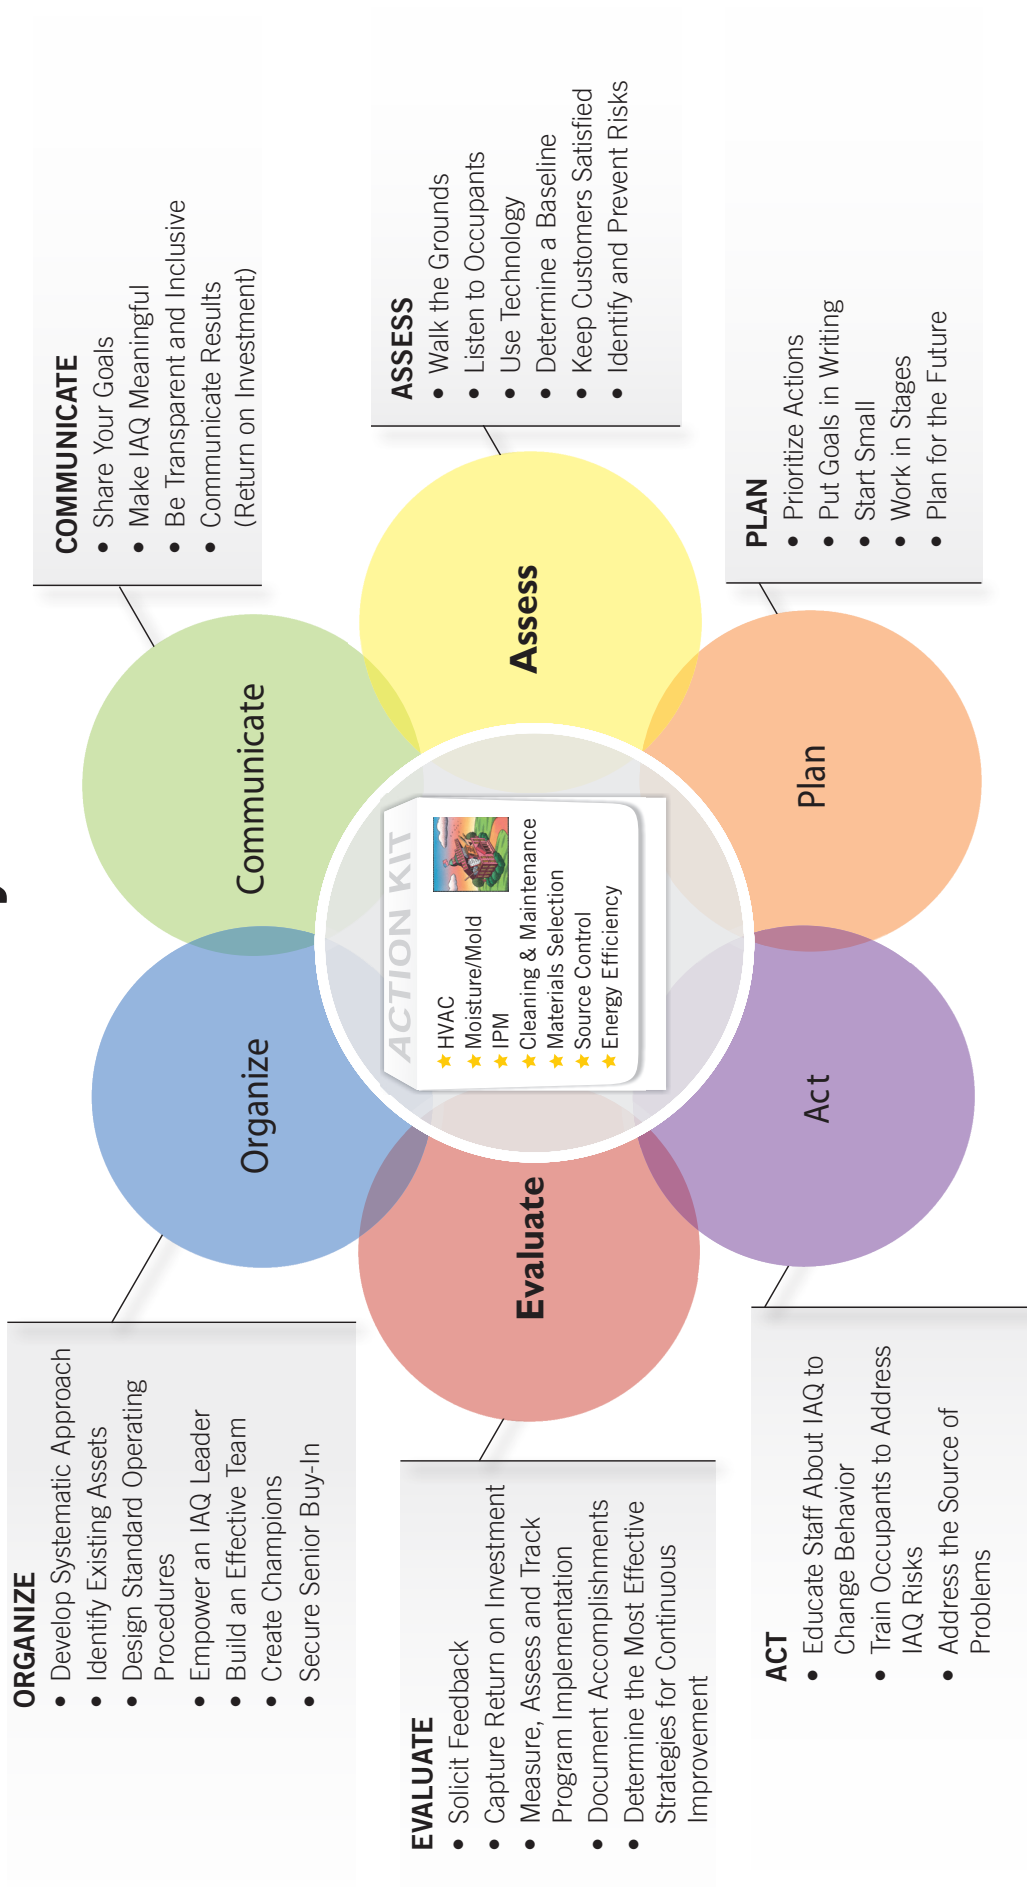 ORGANIZE
• Develop Systematic Approach
• Identify Existing Assets
• Design Standard Operating
Procedures
• Empower an IAQ Leader
• Build an Effective Team
• Create Champions
• Secure Senior Buy-In
COMMUNICATE
• Share Your Goals
• Make IAQ Meaningful
• Be Transparent and Inclusive
• Communicate Results
(Return on Investment)
Organize
Communicate
EVALUATE
• Solicit Feedback
• Capture Return on Investment
• Measure, Assess and Track
Program Implementation
• Document Accomplishments
• Determine the Most Effective
Strategies for Continuous
Improvement
Evaluate
ACTION KIT
HVAC
Moisture/Mold
IPM
Cleaning & Maintenance
Materials Selection
Source Control
Energy Efficiency
Assess
ASSESS
• Walk the Grounds
• Listen to Occupants
• Use Technology
• Determine a Baseline
• Keep Customers Satisfied
• Identify and Prevent Risks
Act
Plan
ACT
• Educate Staff About IAQ to
Change Behavior
• Train Occupants to Address
IAQ Risks
• Address the Source of
Problems
PLAN
• Prioritize Actions
• Put Goals in Writing
• Start Small
• Work in Stages
• Plan for the Future